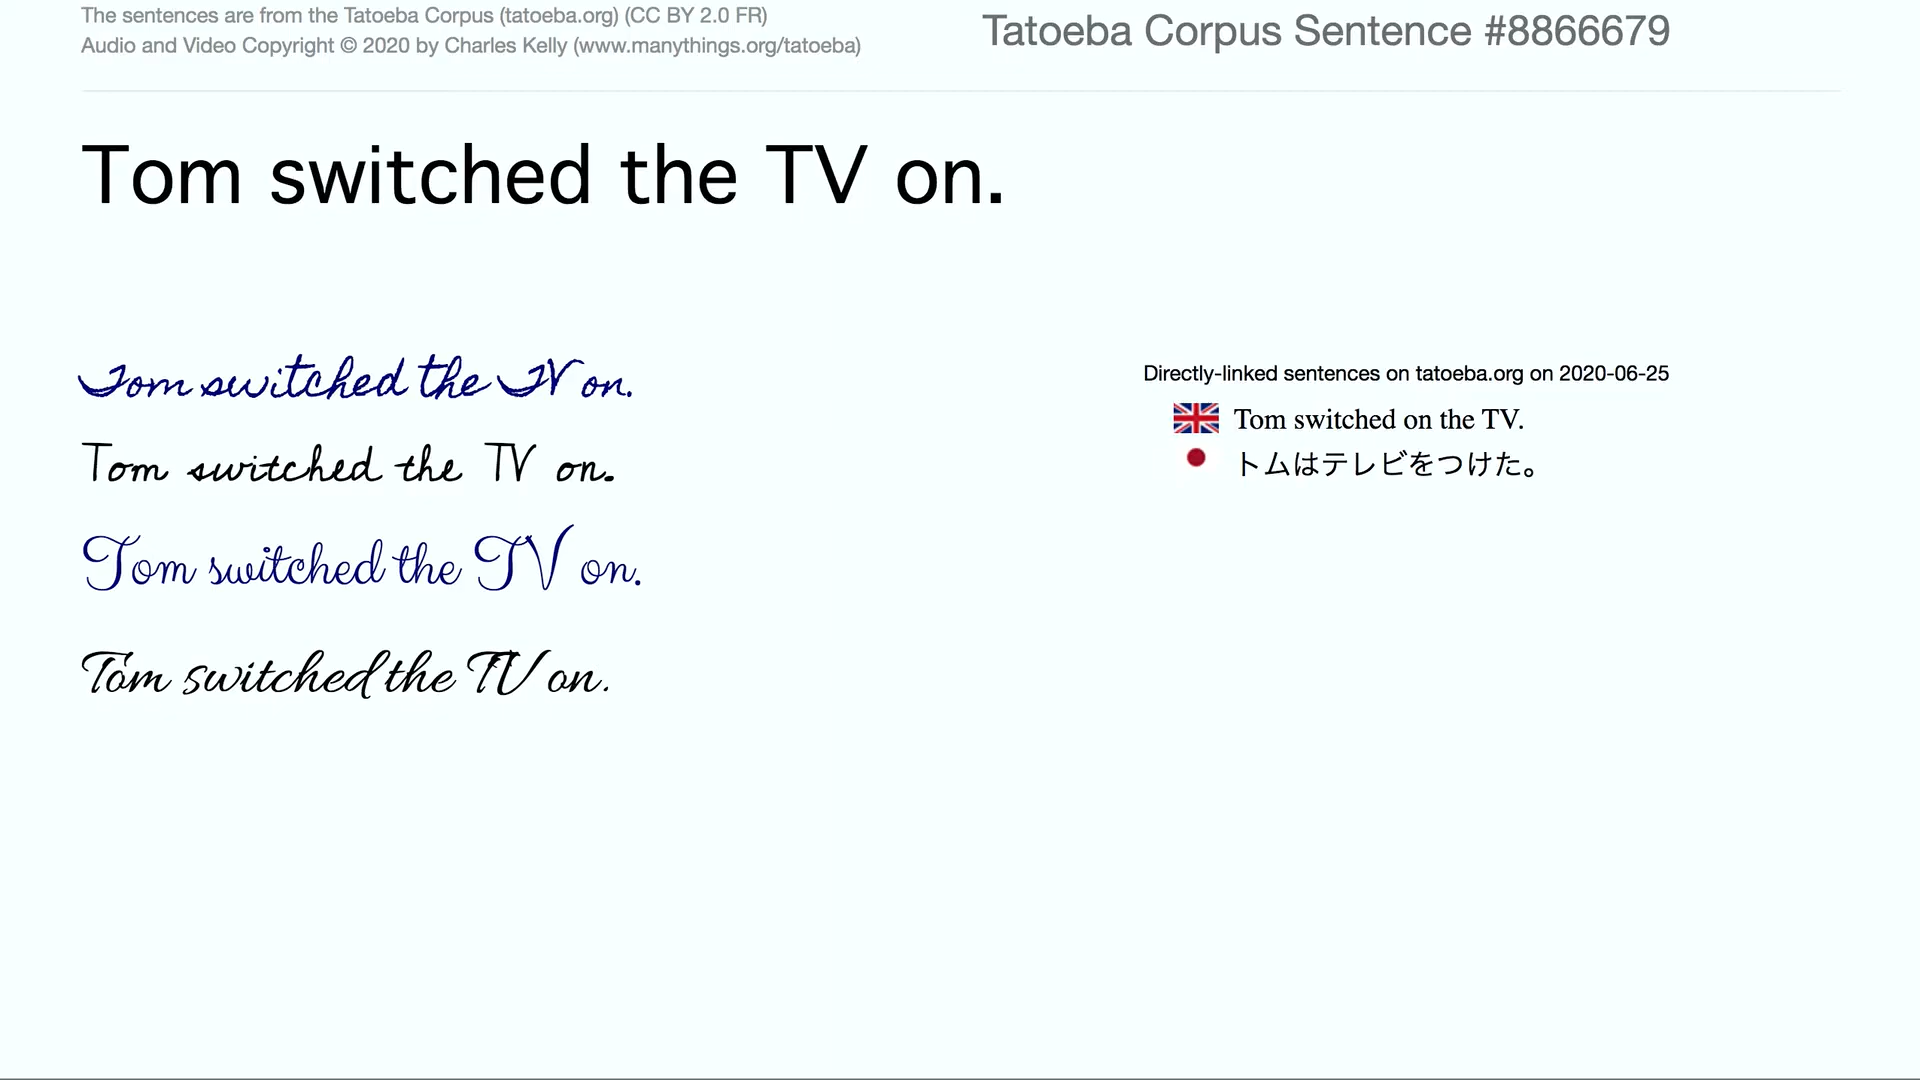 The sentences are from the Tatoeba Corpus (tatoeba.org) (CC BY 2.0 FR)
Audio and Video Copyright © 2020 by Charles Kelly (www.manythings.org/tatoeba)
Tatoeba Corpus Sentence #8866679
Tom switched the TV on.
Tom switched the TV on.
Tom switched the TV on.
Tom switched the TV on.
Tom switched the TV on.
Directly-linked sentences on tatoeba.org on 2020-06-25
Tom switched on the TV.
トムはテレビをつけた。